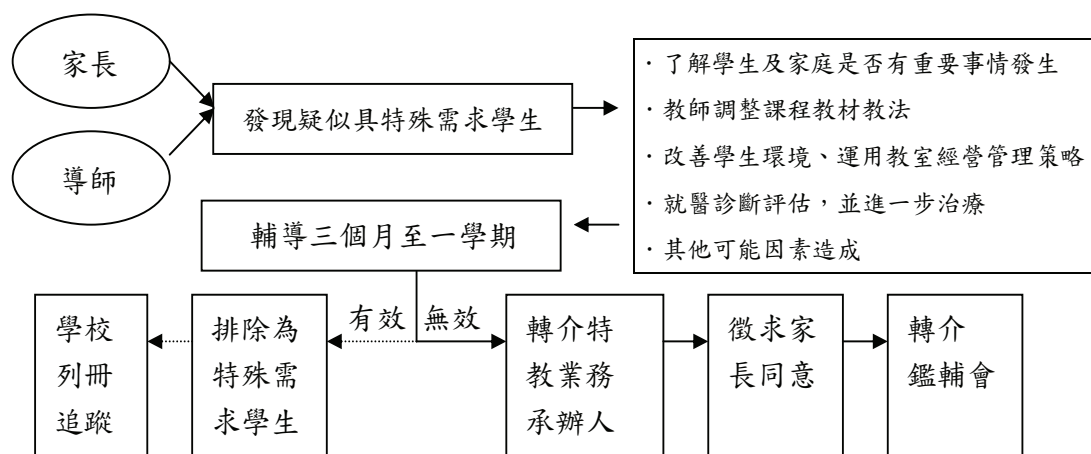 家長
導師
發現疑似具特殊需求學生
．了解學生及家庭是否有重要事情發生
．教師調整課程教材教法
．改善學生環境、運用教室經營管理策略
．就醫診斷評估，並進一步治療
．其他可能因素造成
輔導三個月至一學期
有效
無效
學校
列冊
追蹤
排除為
特殊需
求學生
轉介特
教業務
承辦人
徵求家
長同意
轉介
鑑輔會